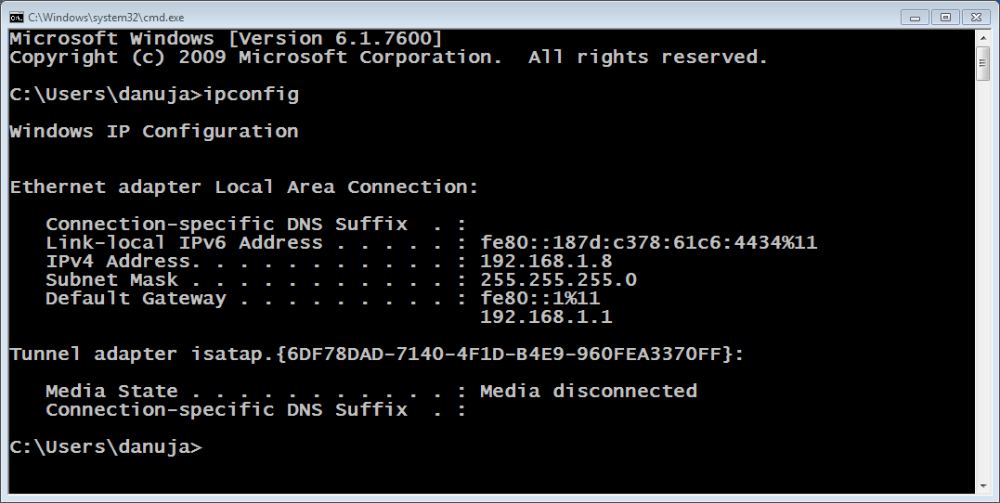 C:\Windows\system32\cmd.exe
Microsoft Windows [Version 6.1.7600]
Copyright (c) 2009 Microsoft Corporation.  All rights reserved.
C:\Users\danuja>ipconfig
Windows IP Configuration
Ethernet adapter Local Area Connection:
   Connection-specific DNS Suffix  . :
   Link-local IPv6 Address . . . . . : fe80::187d:c378:61c6:4434%11
   IPv4 Address. . . . . . . . . . . : 192.168.1.8
   Subnet Mask . . . . . . . . . . . : 255.255.255.0
   Default Gateway . . . . . . . . . : fe80::1%11
                                       192.168.1.1
Tunnel adapter isatap.{6DF78DAD-7140-4F1D-B4E9-960FEA3370FF}:
   Media State . . . . . . . . . . . : Media disconnected
   Connection-specific DNS Suffix  . :
C:\Users\danuja>